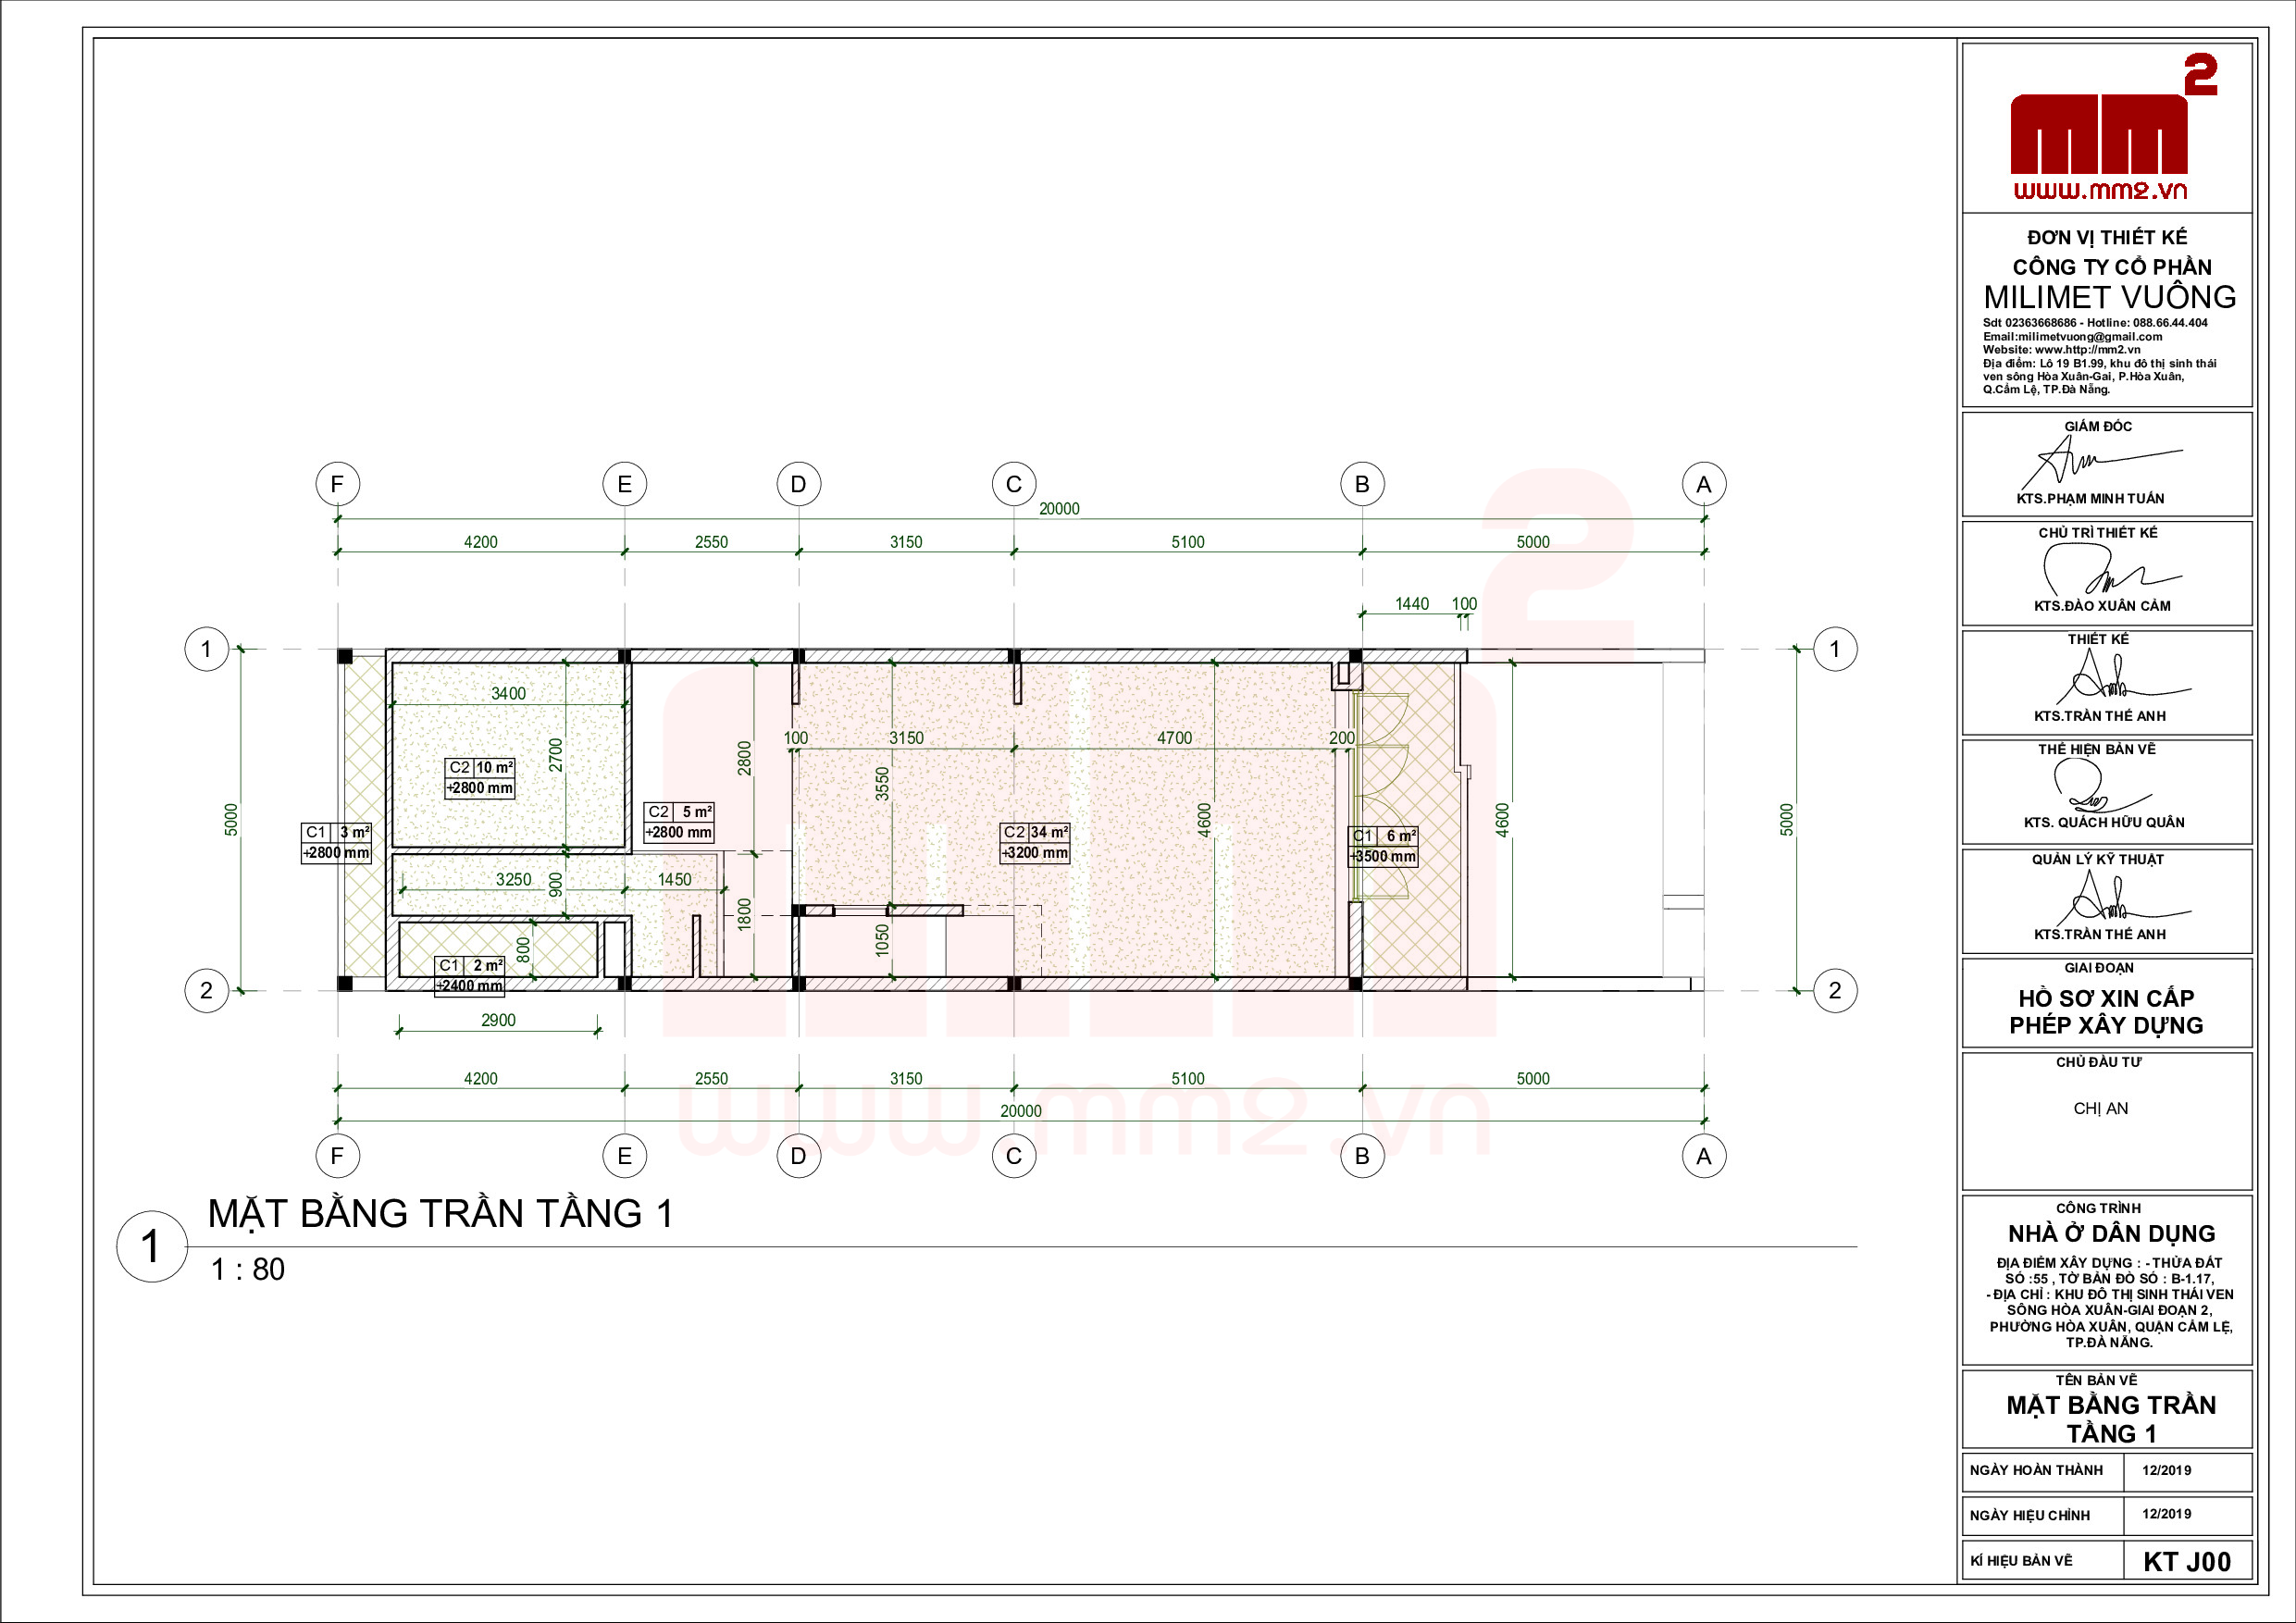 F
E
D
C
B
A
20000
4200
2550
3150
5100
5000
1440
100
1
1
3400
100
3150
4700
200
2700
2800
3550
C2 10 m²
+2800 mm
C2 5 m²
+2800 mm
5000
C1 3 m²
+2800 mm
C2 34 m²
+3200 mm
4600
C1 6 m²
+3500 mm
4600
5000
3250
900
1450
1800
800
1050
C1 2 m²
+2400 mm
2
2
2900
4200
2550
3150
5100
5000
20000
F
E
D
C
B
A
mm2
www.mm2.vn
1
MẶT BẰNG TRẦN TẦNG 1
1 : 80
mm2
www.mm2.vn
ĐƠN VỊ THIẾT KẾ
CÔNG TY CỔ PHẦN
MILIMET VUÔNG
Sdt 02363668686 - Hotline: 088.66.44.404
Email:milimetvuong@gmail.com
Website: www.http://mm2.vn
Địa điểm: Lô 19 B1.99, khu đô thị sinh thái
ven sông Hòa Xuân-Gai, P.Hòa Xuân,
Q.Cẩm Lệ, TP.Đà Nẵng.
GIÁM ĐỐC
KTS.PHẠM MINH TUẤN
CHỦ TRÌ THIẾT KẾ
KTS.ĐÀO XUÂN CẢM
THIẾT KẾ
KTS.TRẦN THẾ ANH
THỂ HIỆN BẢN VẼ
KTS. QUÁCH HỮU QUÂN
QUẢN LÝ KỸ THUẬT
KTS.TRẦN THẾ ANH
GIAI ĐOẠN
HỒ SƠ XIN CẤP
PHÉP XÂY DỰNG
CHỦ ĐẦU TƯ
CHỊ AN
CÔNG TRÌNH
NHÀ Ở DÂN DỤNG
ĐỊA ĐIỂM XÂY DỰNG : - THỬA ĐẤT
SỐ :55 , TỜ BẢN ĐỒ SỐ : B-1.17,
- ĐỊA CHỈ : KHU ĐÔ THỊ SINH THÁI VEN
SÔNG HÒA XUÂN-GIAI ĐOẠN 2,
PHƯỜNG HÒA XUÂN, QUẬN CẨM LỆ,
TP.ĐÀ NẴNG.
TÊN BẢN VẼ
MẶT BẰNG TRẦN
TẦNG 1
NGÀY HOÀN THÀNH 12/2019
NGÀY HIỆU CHỈNH 12/2019
KÍ HIỆU BẢN VẼ KT J00